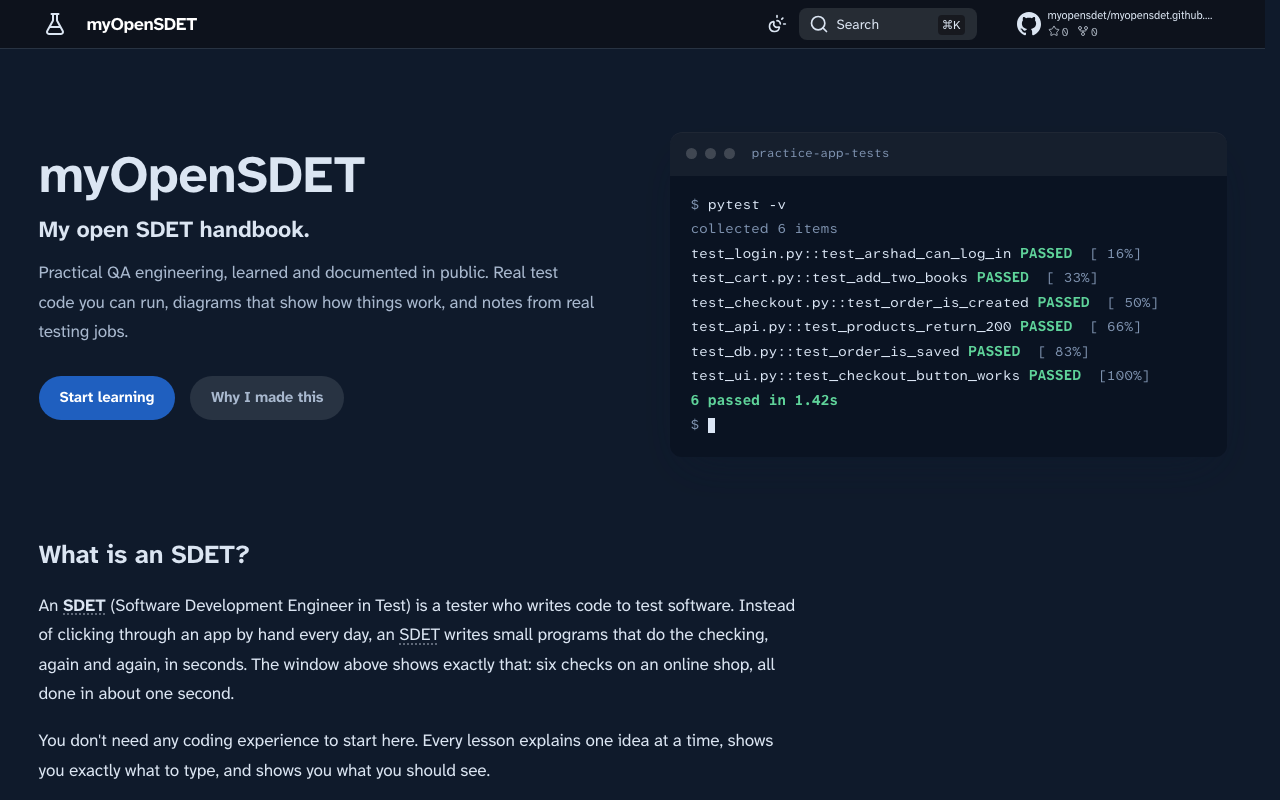 myOpenSDET
Search
⌘K
myopensdet/myopensdet.github....
0 0
myOpenSDET
My open SDET handbook.
Practical QA engineering, learned and documented in public. Real test
code you can run, diagrams that show how things work, and notes from real
testing jobs.
Start learning
Why I made this
practice-app-tests
$ pytest -v
collected 6 items
test_login.py::test_arshad_can_log_in PASSED [ 16%]
test_cart.py::test_add_two_books PASSED [ 33%]
test_checkout.py::test_order_is_created PASSED [ 50%]
test_api.py::test_products_return_200 PASSED [ 66%]
test_db.py::test_order_is_saved PASSED [ 83%]
test_ui.py::test_checkout_button_works PASSED [100%]
6 passed in 1.42s
$
What is an SDET?
An SDET (Software Development Engineer in Test) is a tester who writes code to test software. Instead
of clicking through an app by hand every day, an SDET writes small programs that do the checking,
again and again, in seconds. The window above shows exactly that: six checks on an online shop, all
done in about one second.
You don't need any coding experience to start here. Every lesson explains one idea at a time, shows
you exactly what to type, and shows you what you should see.